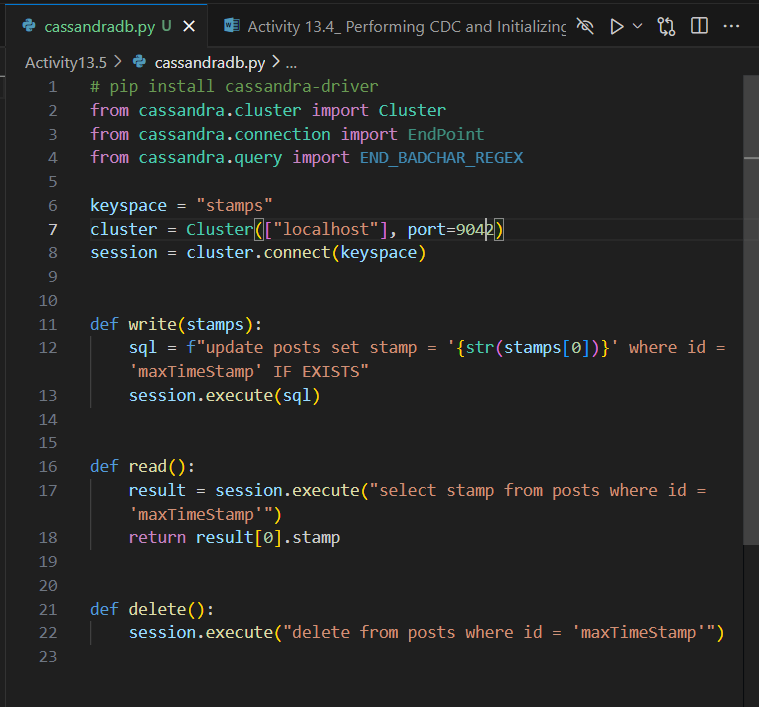 cassandradb.py U
Activity 13.4_ Performing CDC and Initializing
Activity13.5 > cassandradb.py > ...
1 # pip install cassandra-driver
2 from cassandra.cluster import Cluster
3 from cassandra.connection import EndPoint
4 from cassandra.query import END_BADCHAR_REGEX
5
6 keyspace = "stamps"
7 cluster = Cluster(["localhost"], port=9042)
8 session = cluster.connect(keyspace)
9
10
11 def write(stamps):
12 sql = f"update posts set stamp = '{str(stamps[0])}' where id =
'maxTimeStamp' IF EXISTS"
13 session.execute(sql)
14
15
16 def read():
17 result = session.execute("select stamp from posts where id =
'maxTimeStamp'")
18 return result[0].stamp
19
20
21 def delete():
22 session.execute("delete from posts where id = 'maxTimeStamp'")
23